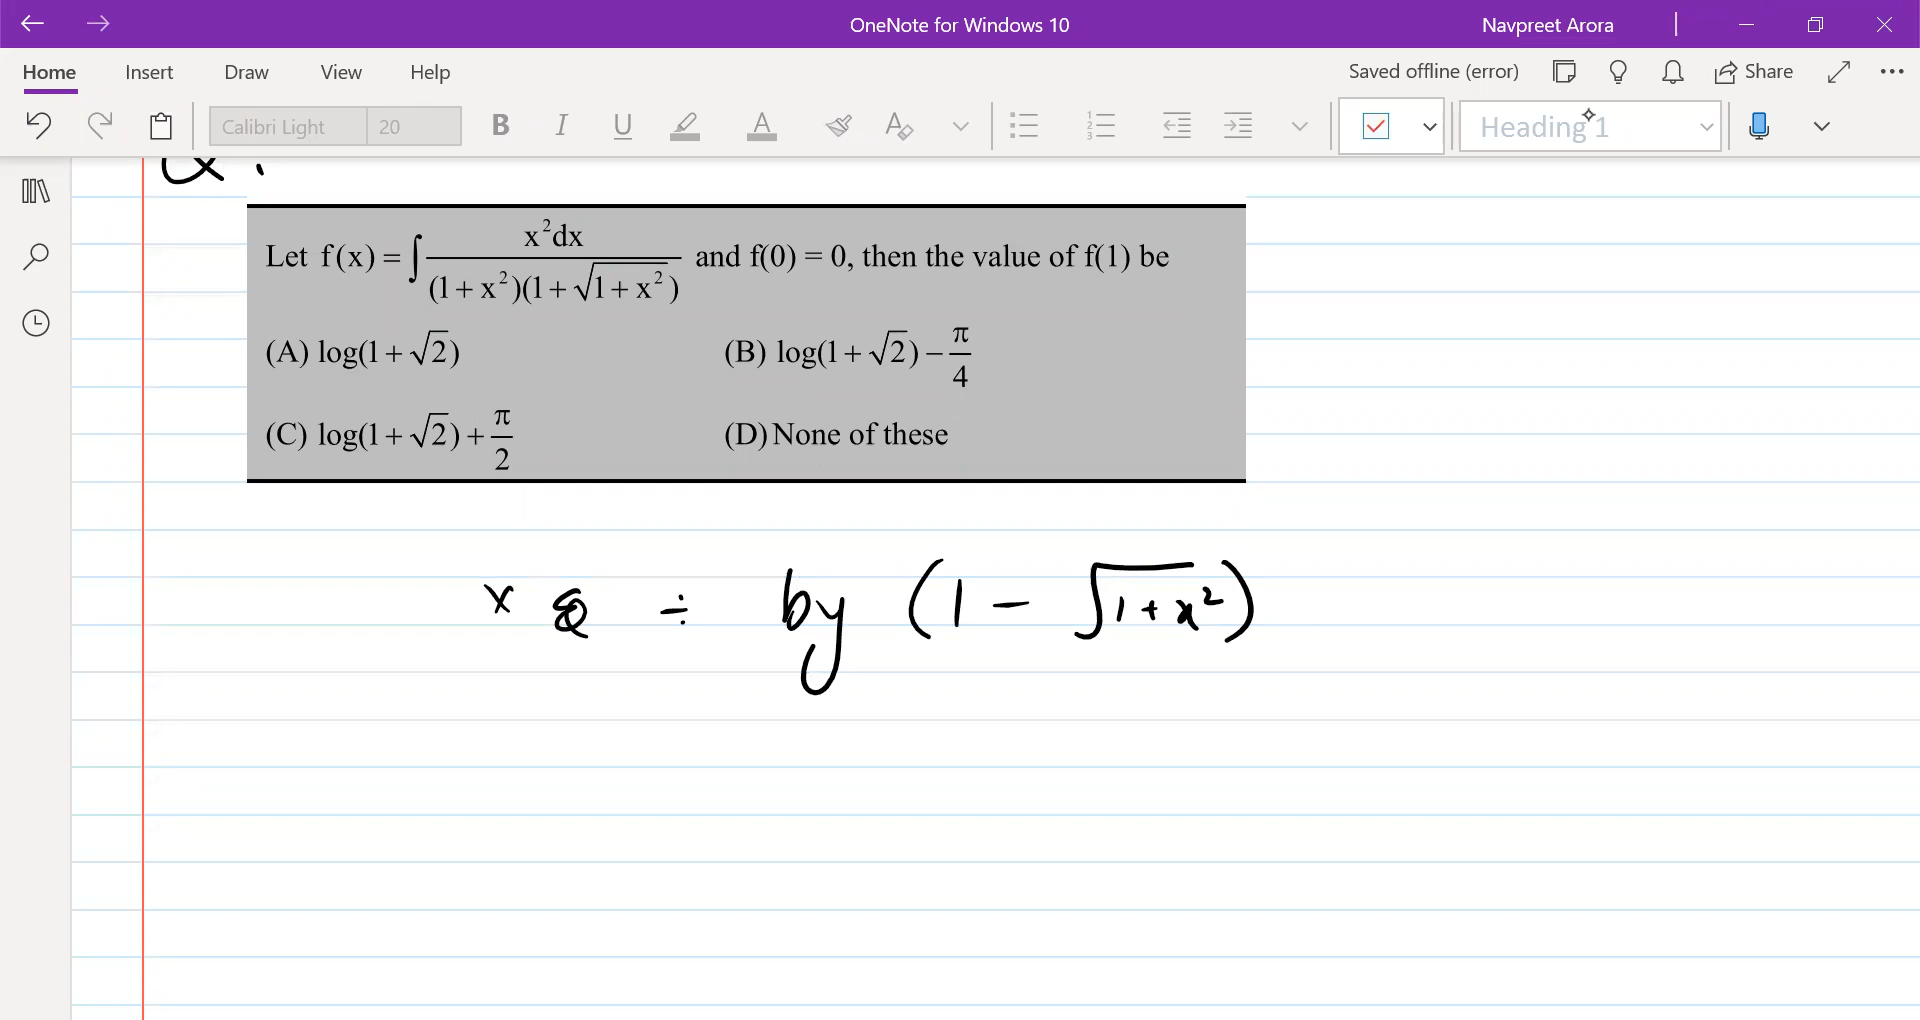 OneNote for Windows 10
Navpreet Arora
Home Insert Draw View Help
Saved offline (error) Share
Calibri Light 20 B I U A A Heading 1
Q.
Let f(x) = ∫ x²dx / (1 + x²)(1 + √(1 + x²)) and f(0) = 0, then the value of f(1) be
(A) log(1 + √2) (B) log(1 + √2) − π/4
(C) log(1 + √2) + π/2 (D) None of these
× & ÷ by (1 − √(1 + x²))